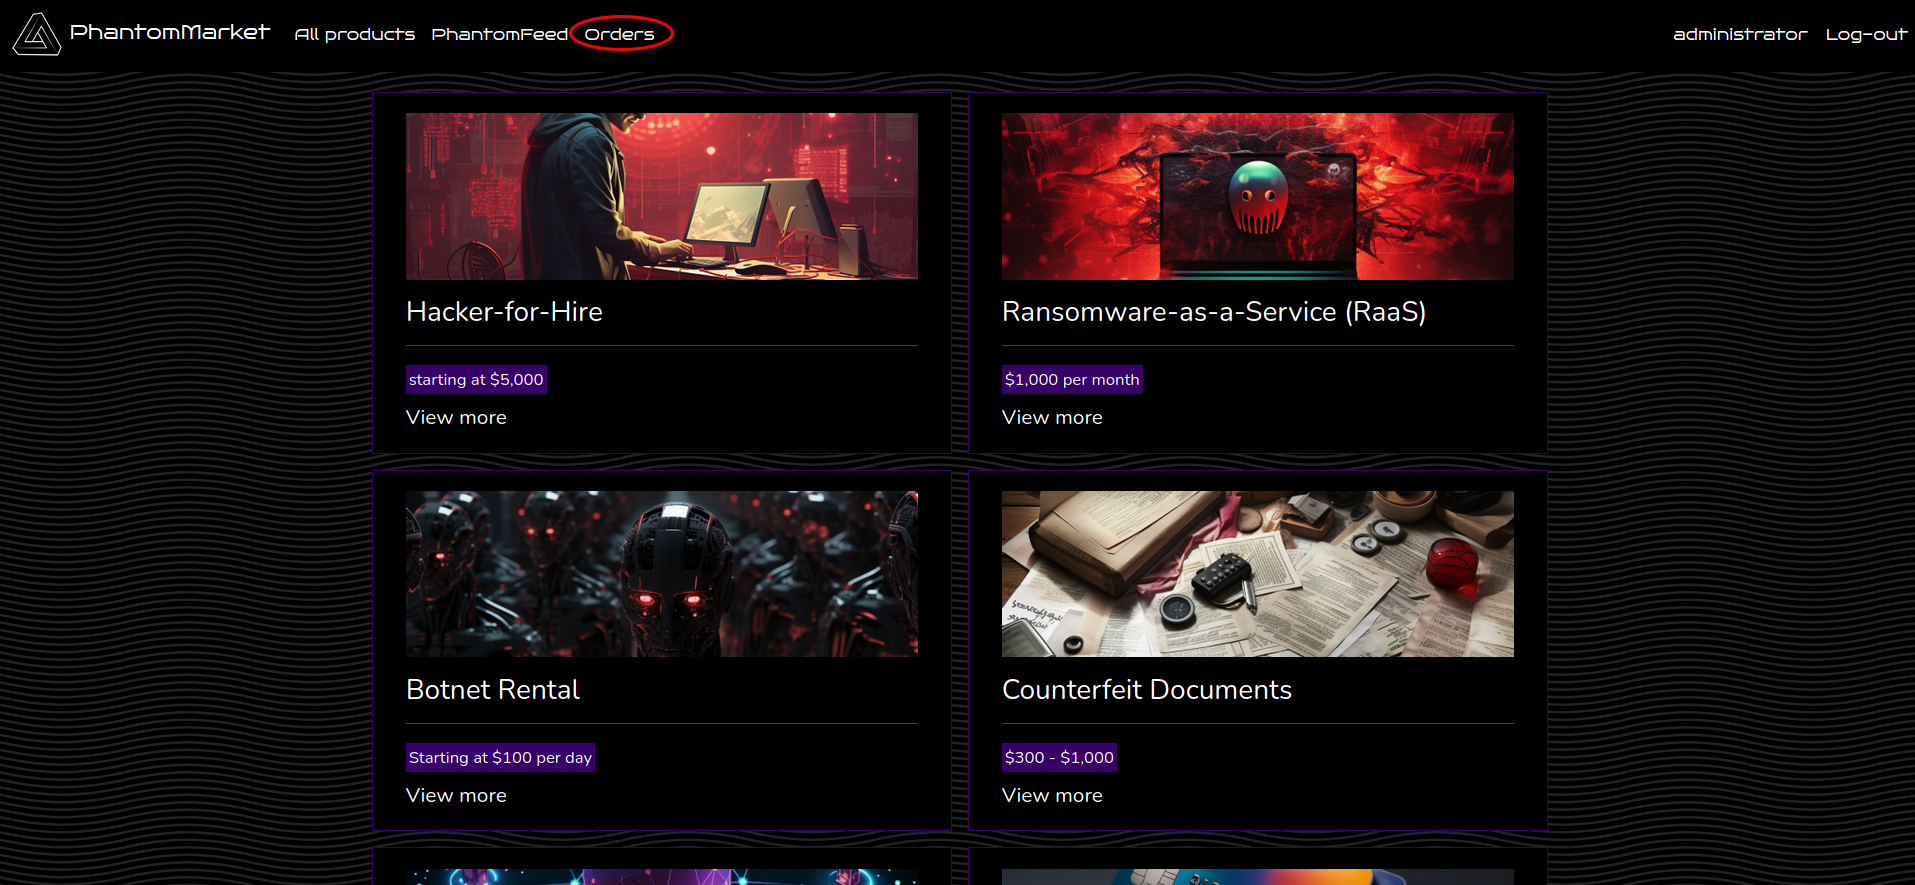 PhantomMarket All products PhantomFeed Orders administrator Log-out
Hacker-for-Hire
starting at $5,000
View more
Ransomware-as-a-Service (RaaS)
$1,000 per month
View more
Botnet Rental
Starting at $100 per day
View more
Counterfeit Documents
$300 - $1,000
View more